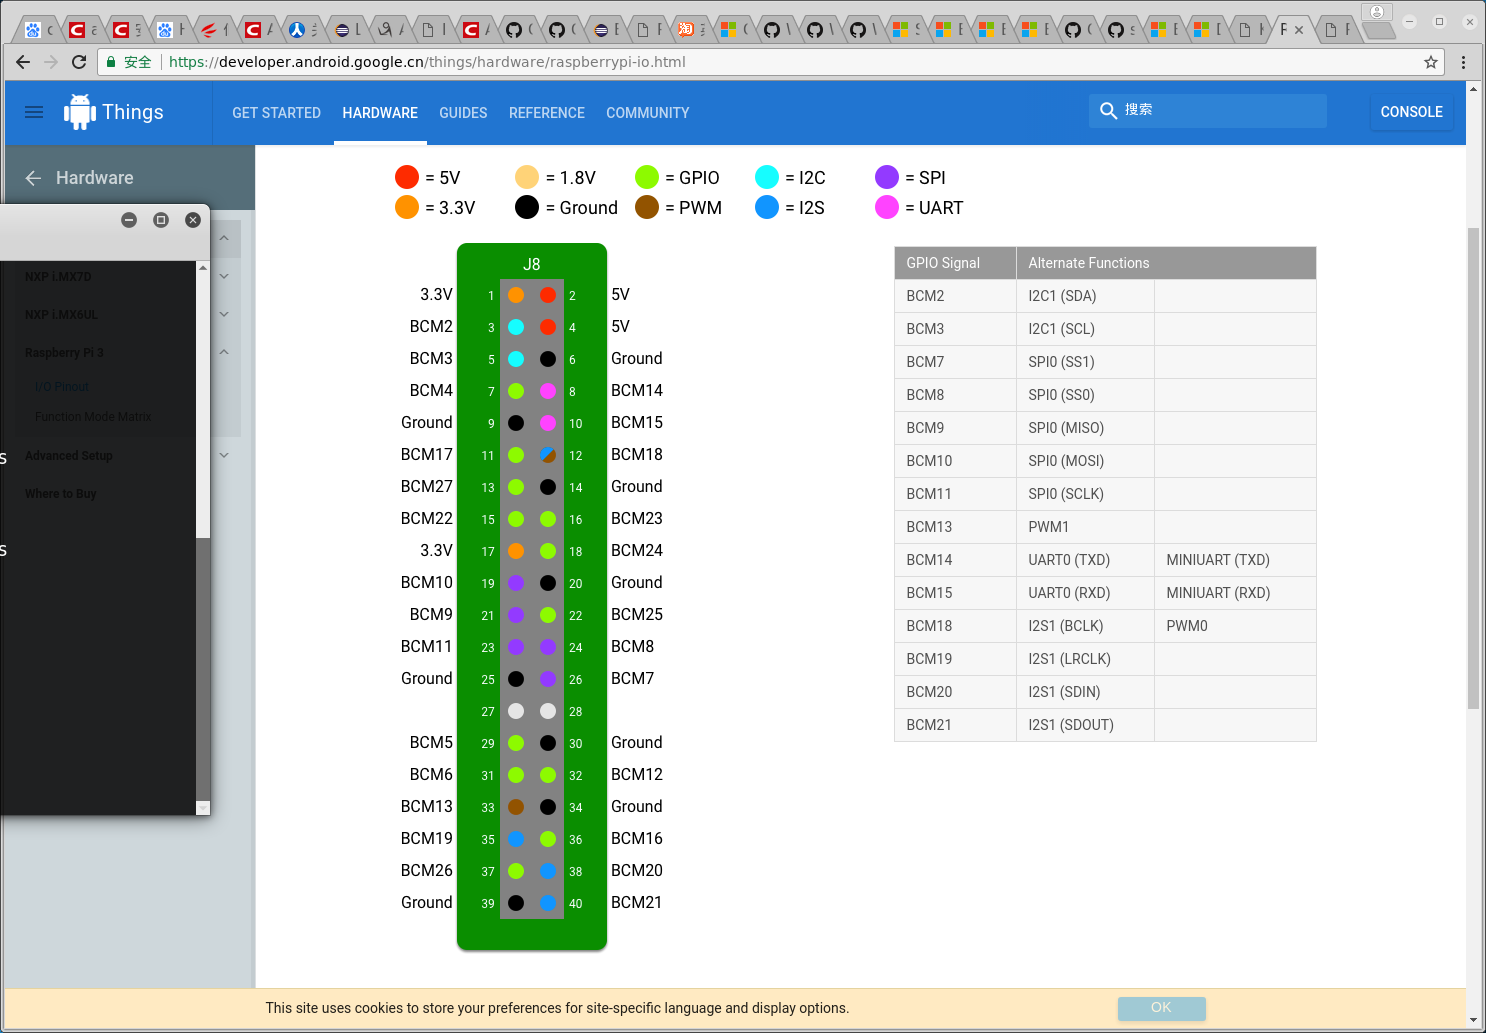 安全 https://developer.android.google.cn/things/hardware/raspberrypi-io.html
Things GET STARTED HARDWARE GUIDES REFERENCE COMMUNITY 搜索 CONSOLE
Hardware
NXP i.MX7D
NXP i.MX6UL
Raspberry Pi 3
I/O Pinout
Function Mode Matrix
Advanced Setup
Where to Buy
s
s
= 5V = 1.8V = GPIO = I2C = SPI
= 3.3V = Ground = PWM = I2S = UART
J8
3.3V 1 2 5V
BCM2 3 4 5V
BCM3 5 6 Ground
BCM4 7 8 BCM14
Ground 9 10 BCM15
BCM17 11 12 BCM18
BCM27 13 14 Ground
BCM22 15 16 BCM23
3.3V 17 18 BCM24
BCM10 19 20 Ground
BCM9 21 22 BCM25
BCM11 23 24 BCM8
Ground 25 26 BCM7
27 28
BCM5 29 30 Ground
BCM6 31 32 BCM12
BCM13 33 34 Ground
BCM19 35 36 BCM16
BCM26 37 38 BCM20
Ground 39 40 BCM21
GPIO Signal Alternate Functions
BCM2 I2C1 (SDA)
BCM3 I2C1 (SCL)
BCM7 SPI0 (SS1)
BCM8 SPI0 (SS0)
BCM9 SPI0 (MISO)
BCM10 SPI0 (MOSI)
BCM11 SPI0 (SCLK)
BCM13 PWM1
BCM14 UART0 (TXD) MINIUART (TXD)
BCM15 UART0 (RXD) MINIUART (RXD)
BCM18 I2S1 (BCLK) PWM0
BCM19 I2S1 (LRCLK)
BCM20 I2S1 (SDIN)
BCM21 I2S1 (SDOUT)
This site uses cookies to store your preferences for site-specific language and display options. OK